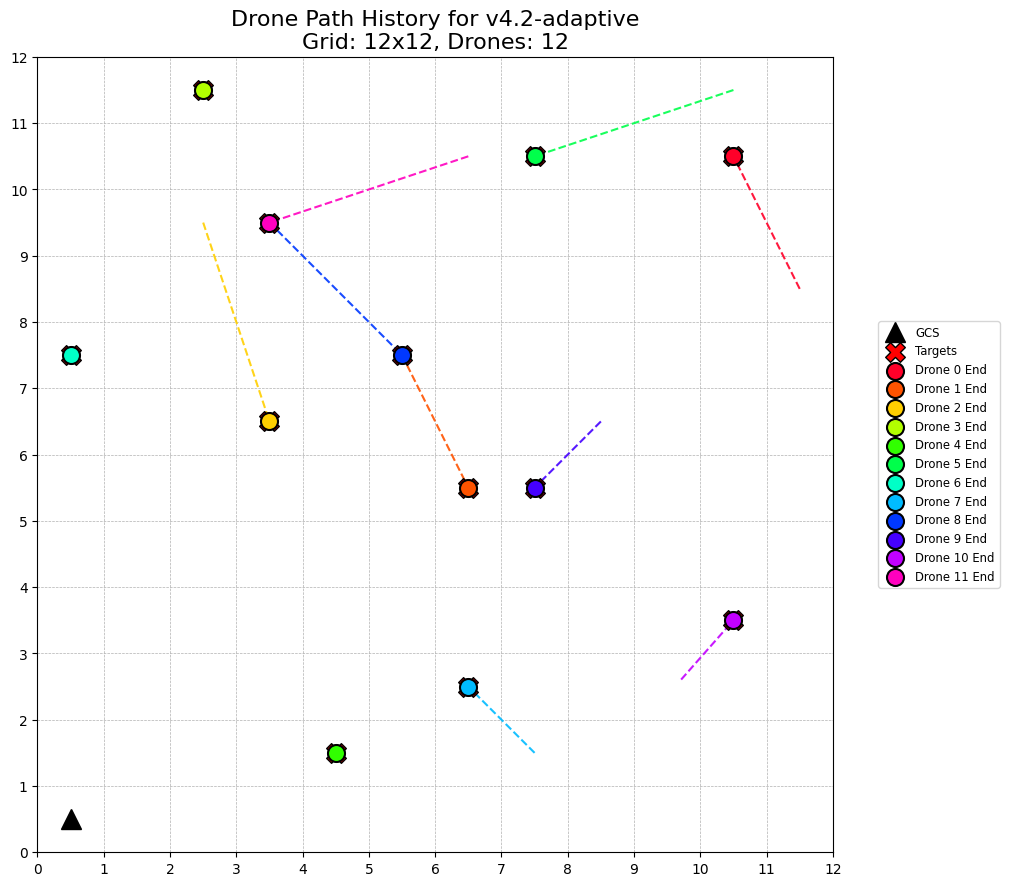 Drone Path History for v4.2-adaptive
Grid: 12x12, Drones: 12
12
11
10
9
8
7
6
5
4
3
2
1
0
0 1 2 3 4 5 6 7 8 9 10 11 12
GCS
Targets
Drone 0 End
Drone 1 End
Drone 2 End
Drone 3 End
Drone 4 End
Drone 5 End
Drone 6 End
Drone 7 End
Drone 8 End
Drone 9 End
Drone 10 End
Drone 11 End